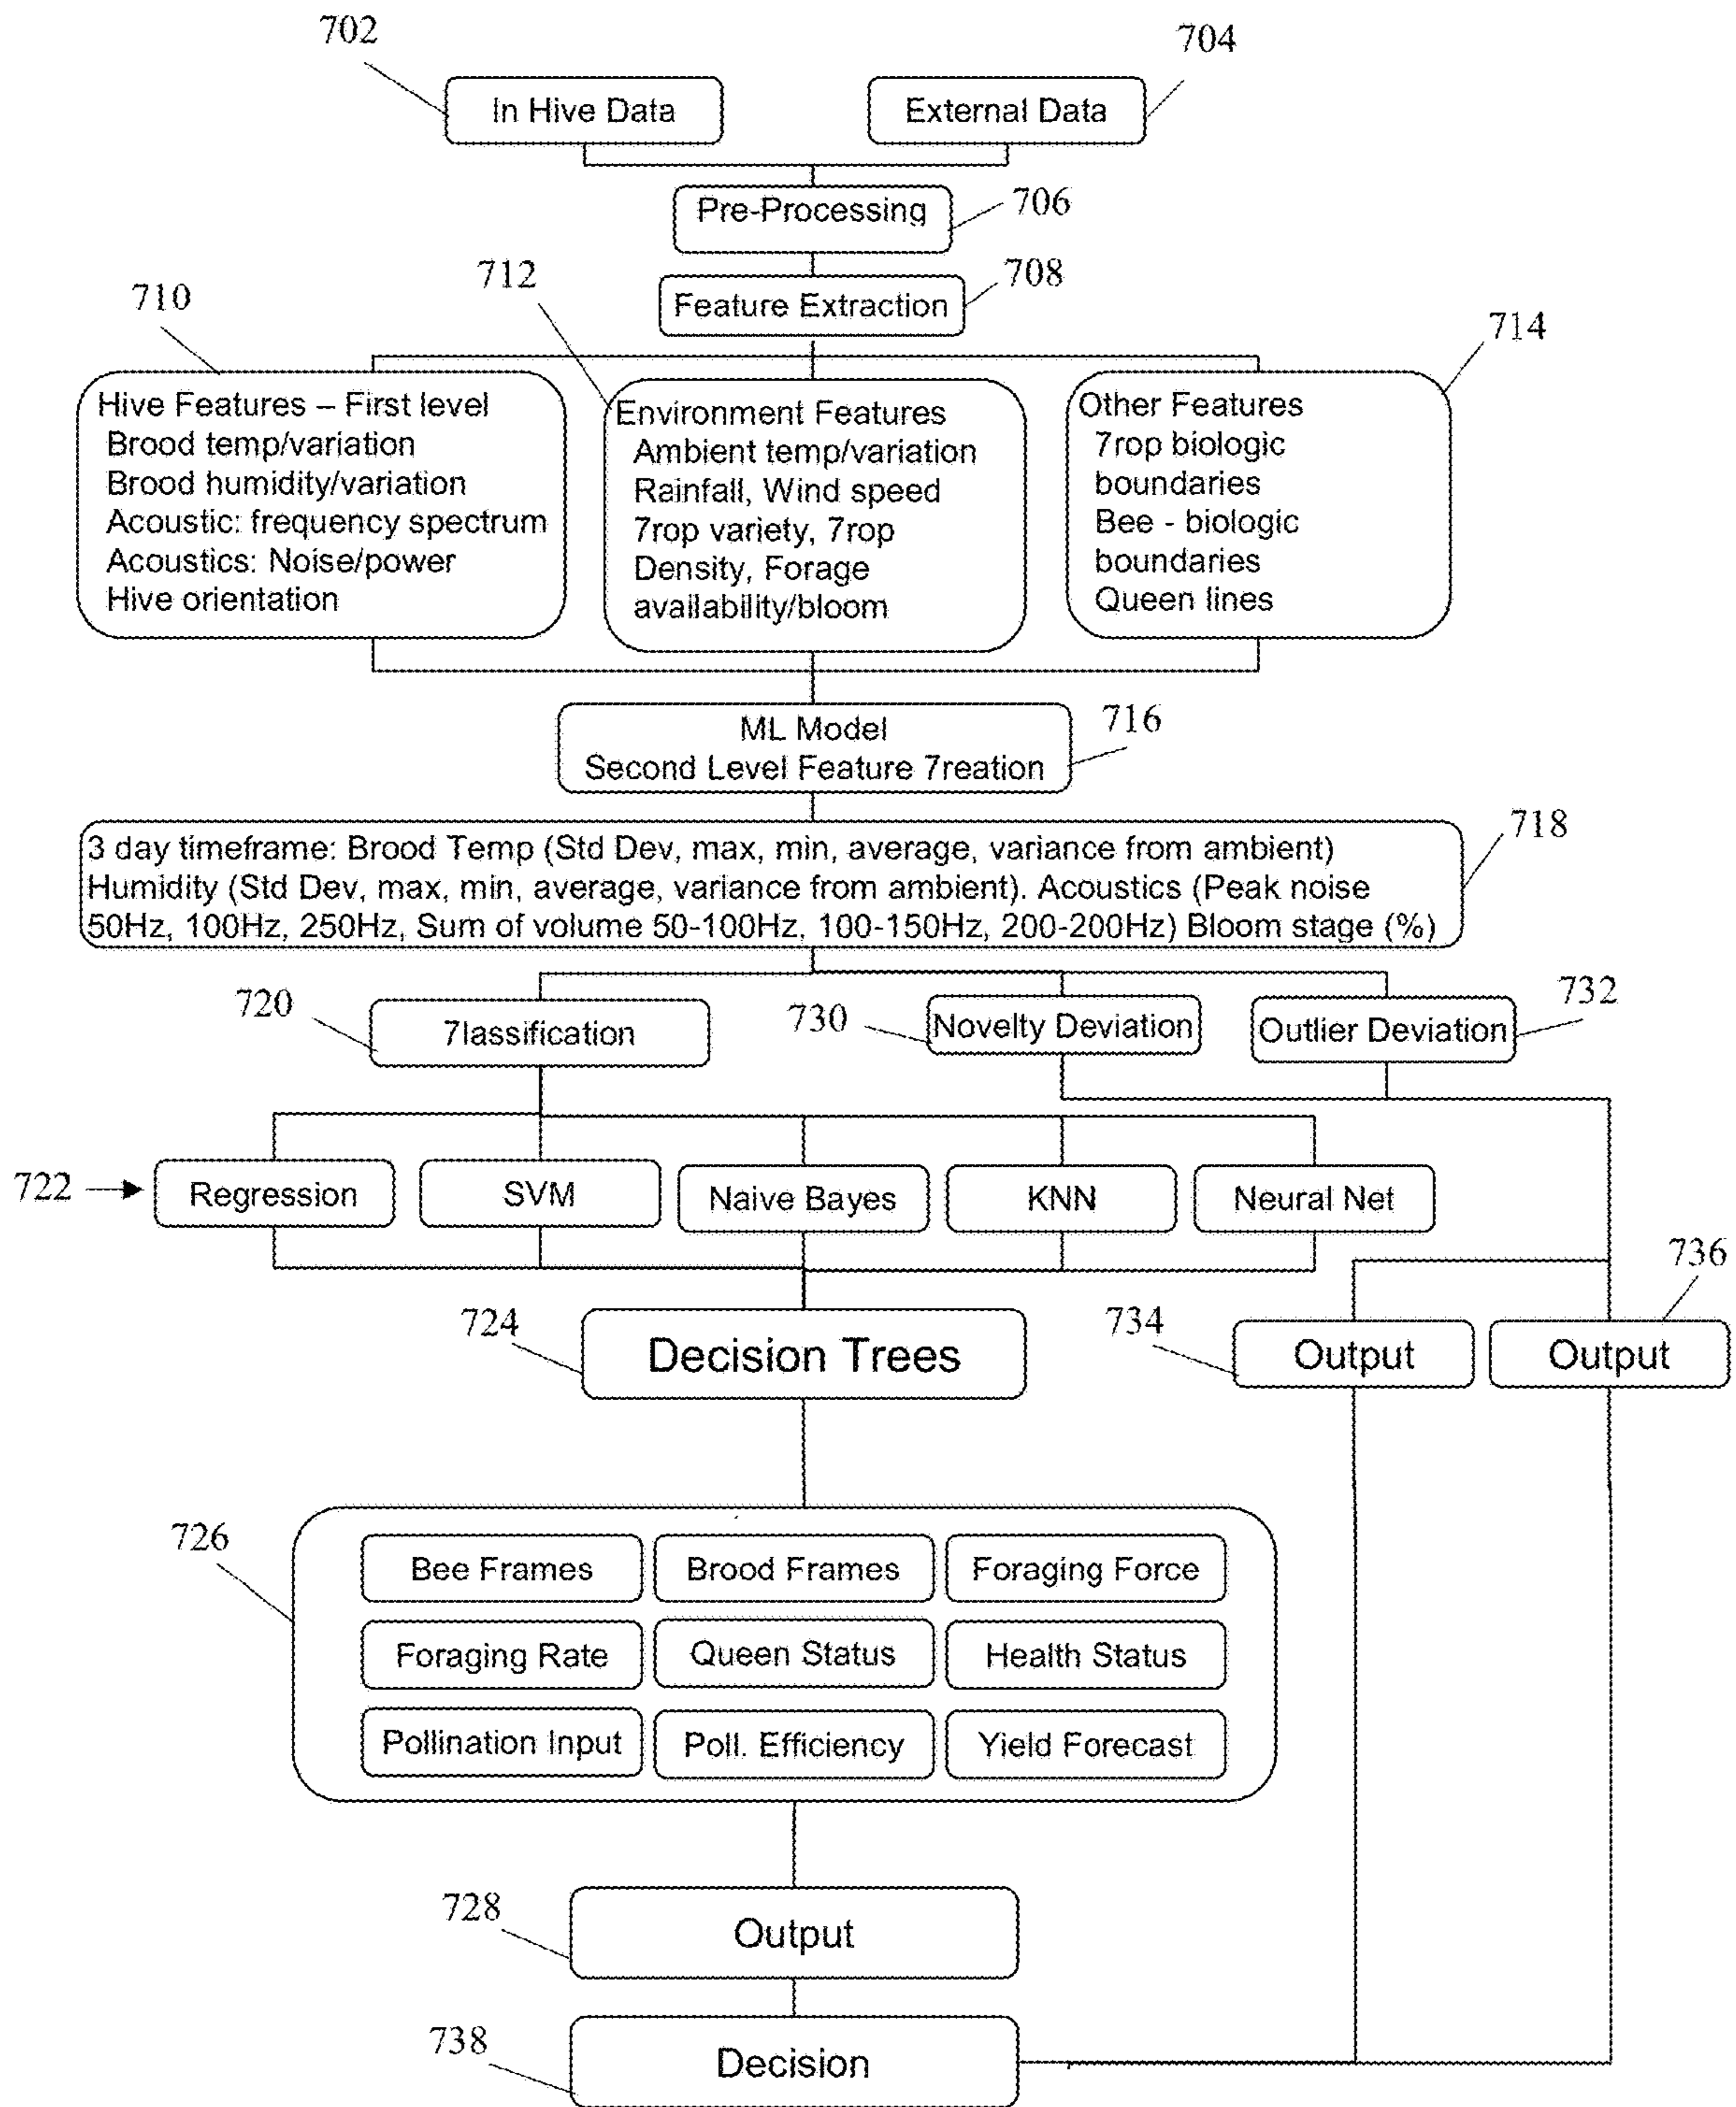 702
704
In Hive Data
External Data
Pre-Processing
706
Feature Extraction
708
710
712
714
Hive Features – First level
Brood temp/variation
Brood humidity/variation
Acoustic: frequency spectrum
Acoustics: Noise/power
Hive orientation
Environment Features
Ambient temp/variation
Rainfall, Wind speed
7rop variety, 7rop
Density, Forage
availability/bloom
Other Features
7rop biologic
boundaries
Bee - biologic
boundaries
Queen lines
ML Model
Second Level Feature 7reation
716
3 day timeframe: Brood Temp (Std Dev, max, min, average, variance from ambient)
Humidity (Std Dev, max, min, average, variance from ambient). Acoustics (Peak noise
50Hz, 100Hz, 250Hz, Sum of volume 50-100Hz, 100-150Hz, 200-200Hz) Bloom stage (%)
718
720
7lassification
730
Novelty Deviation
Outlier Deviation
732
722
Regression
SVM
Naive Bayes
KNN
Neural Net
724
Decision Trees
734
Output
736
Output
726
Bee Frames
Brood Frames
Foraging Force
Foraging Rate
Queen Status
Health Status
Pollination Input
Poll. Efficiency
Yield Forecast
728
Output
738
Decision